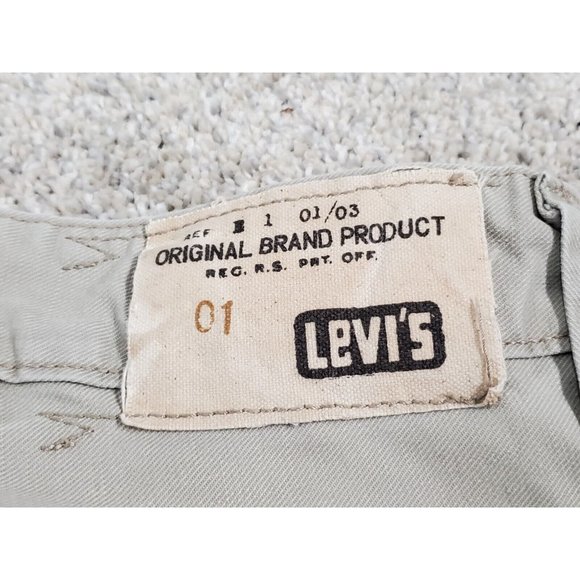 REF 1 01/03
ORIGINAL BRAND PRODUCT
REG. R.S. PAT. OFF.
01
LeVI'S